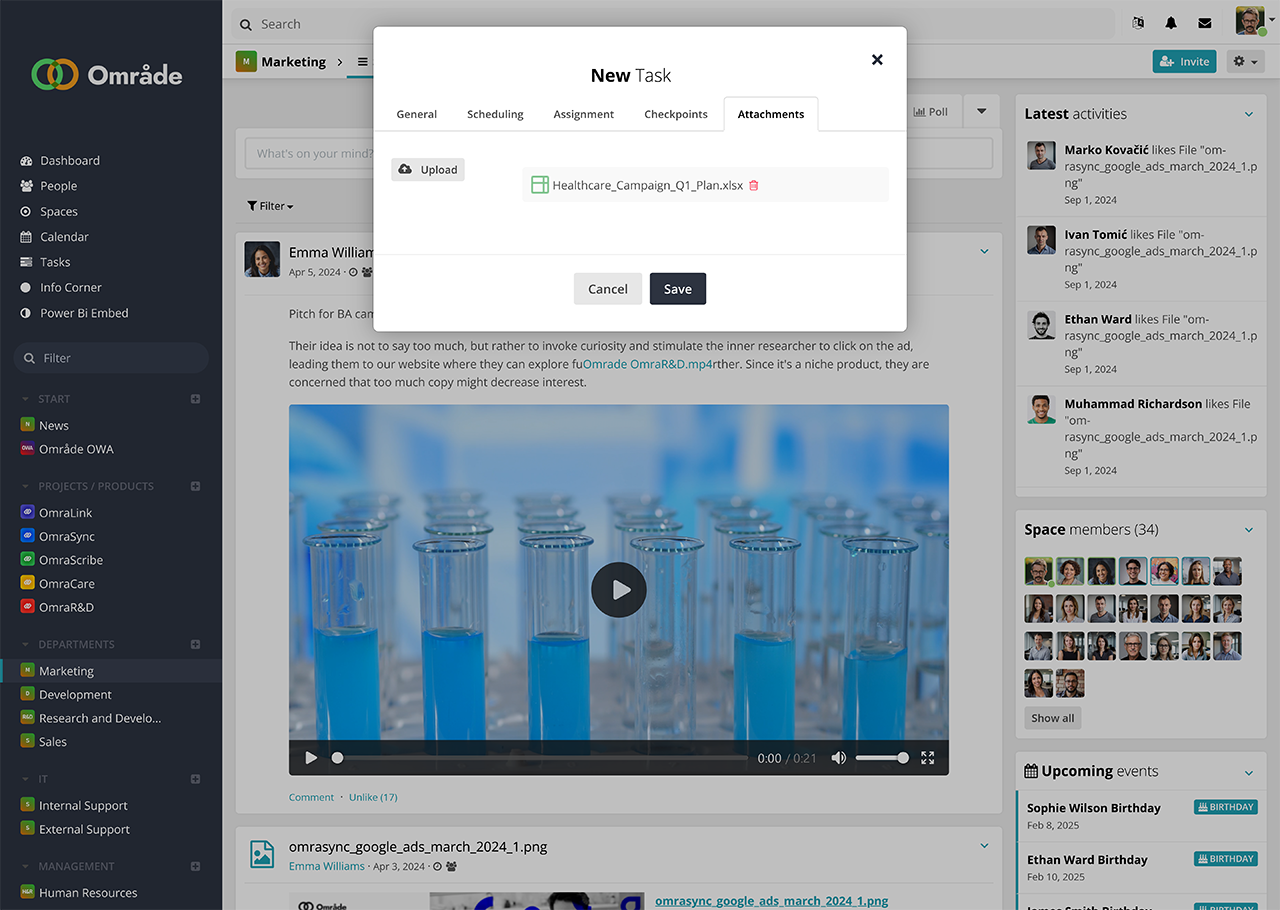 Område
Dashboard
People
Spaces
Calendar
Tasks
Info Corner
Power Bi Embed
Filter
START
N
News
OWA
Område OWA
PROJECTS / PRODUCTS
OmraLink
OmraSync
OmraScribe
OmraCare
OmraR&D
DEPARTMENTS
M
Marketing
D
Development
R&D
Research and Develo...
S
Sales
IT
S
Internal Support
S
External Support
MANAGEMENT
H&R
Human Resources
Search
M
Marketing
Invite
New Task
General
Scheduling
Assignment
Checkpoints
Attachments
Upload
Healthcare_Campaign_Q1_Plan.xlsx
Cancel
Save
Poll
What's on your mind?
Filter
Emma William
Apr 5, 2024 ·
Pitch for BA cam
Their idea is not to say too much, but rather to invoke curiosity and stimulate the inner researcher to click on the ad,
leading them to our website where they can explore fuOmrade OmraR&D.mp4rther. Since it's a niche product, they are
concerned that too much copy might decrease interest.
0:00 / 0:21
Comment · Unlike (17)
omrasync_google_ads_march_2024_1.png
Emma Williams · Apr 3, 2024 ·
Område
omrasync_google_ads_march_2024_1.png
Latest activities
Marko Kovačić likes File "om-
rasync_google_ads_march_2024_1.p
ng"
Sep 1, 2024
Ivan Tomić likes File "om-
rasync_google_ads_march_2024_1.p
ng"
Sep 1, 2024
Ethan Ward likes File "om-
rasync_google_ads_march_2024_1.p
ng"
Sep 1, 2024
Muhammad Richardson likes File
"om-
rasync_google_ads_march_2024_1.p
ng"
Sep 1, 2024
Space members (34)
Show all
Upcoming events
Sophie Wilson Birthday
BIRTHDAY
Feb 8, 2025
Ethan Ward Birthday
BIRTHDAY
Feb 10, 2025
James Smith Birthday
BIRTHDAY